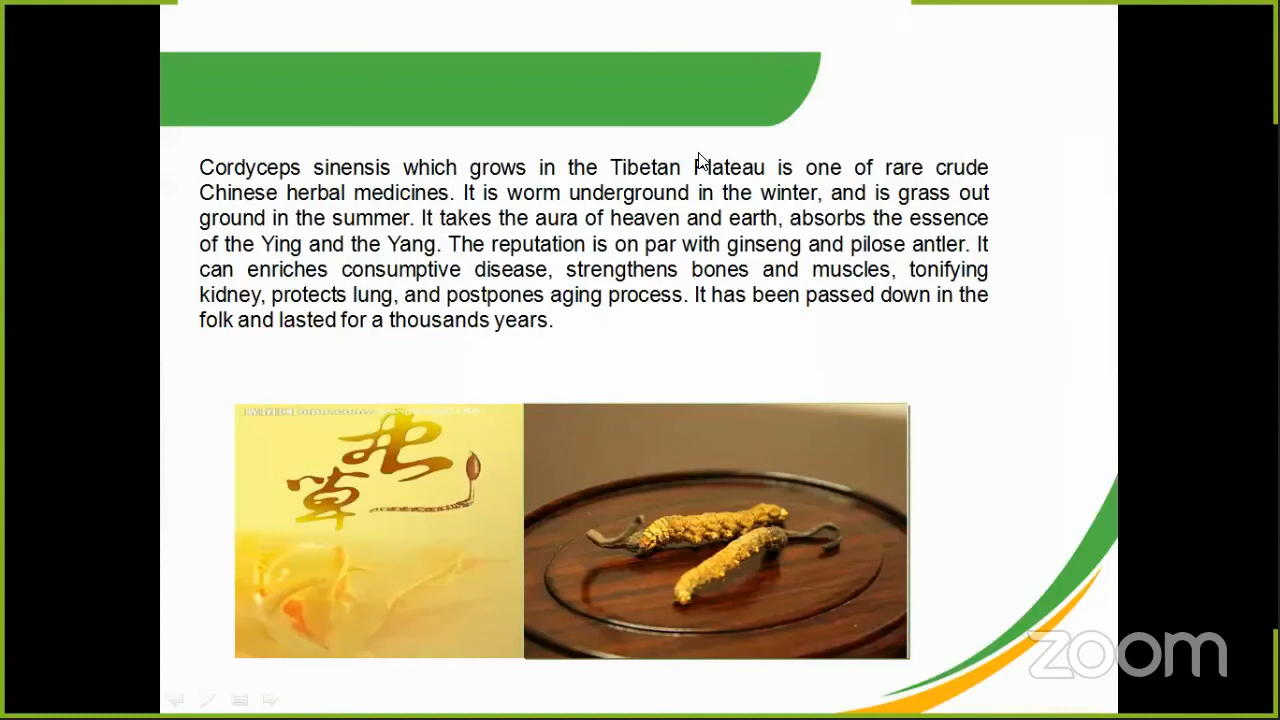 Cordyceps sinensis which grows in the Tibetan Plateau is one of rare crude
Chinese herbal medicines. It is worm underground in the winter, and is grass out
ground in the summer. It takes the aura of heaven and earth, absorbs the essence
of the Ying and the Yang. The reputation is on par with ginseng and pilose antler. It
can enriches consumptive disease, strengthens bones and muscles, tonifying
kidney, protects lung, and postpones aging process. It has been passed down in the
folk and lasted for a thousands years.
虫
草
zoom